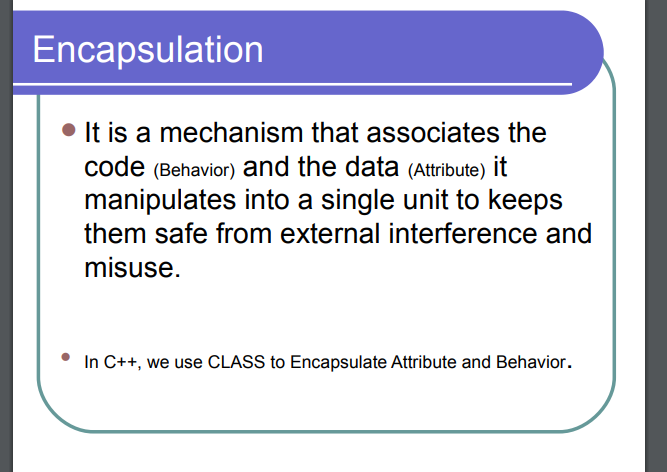 Encapsulation
It is a mechanism that associates the
code (Behavior) and the data (Attribute) it
manipulates into a single unit to keeps
them safe from external interference and
misuse.
In C++, we use CLASS to Encapsulate Attribute and Behavior.